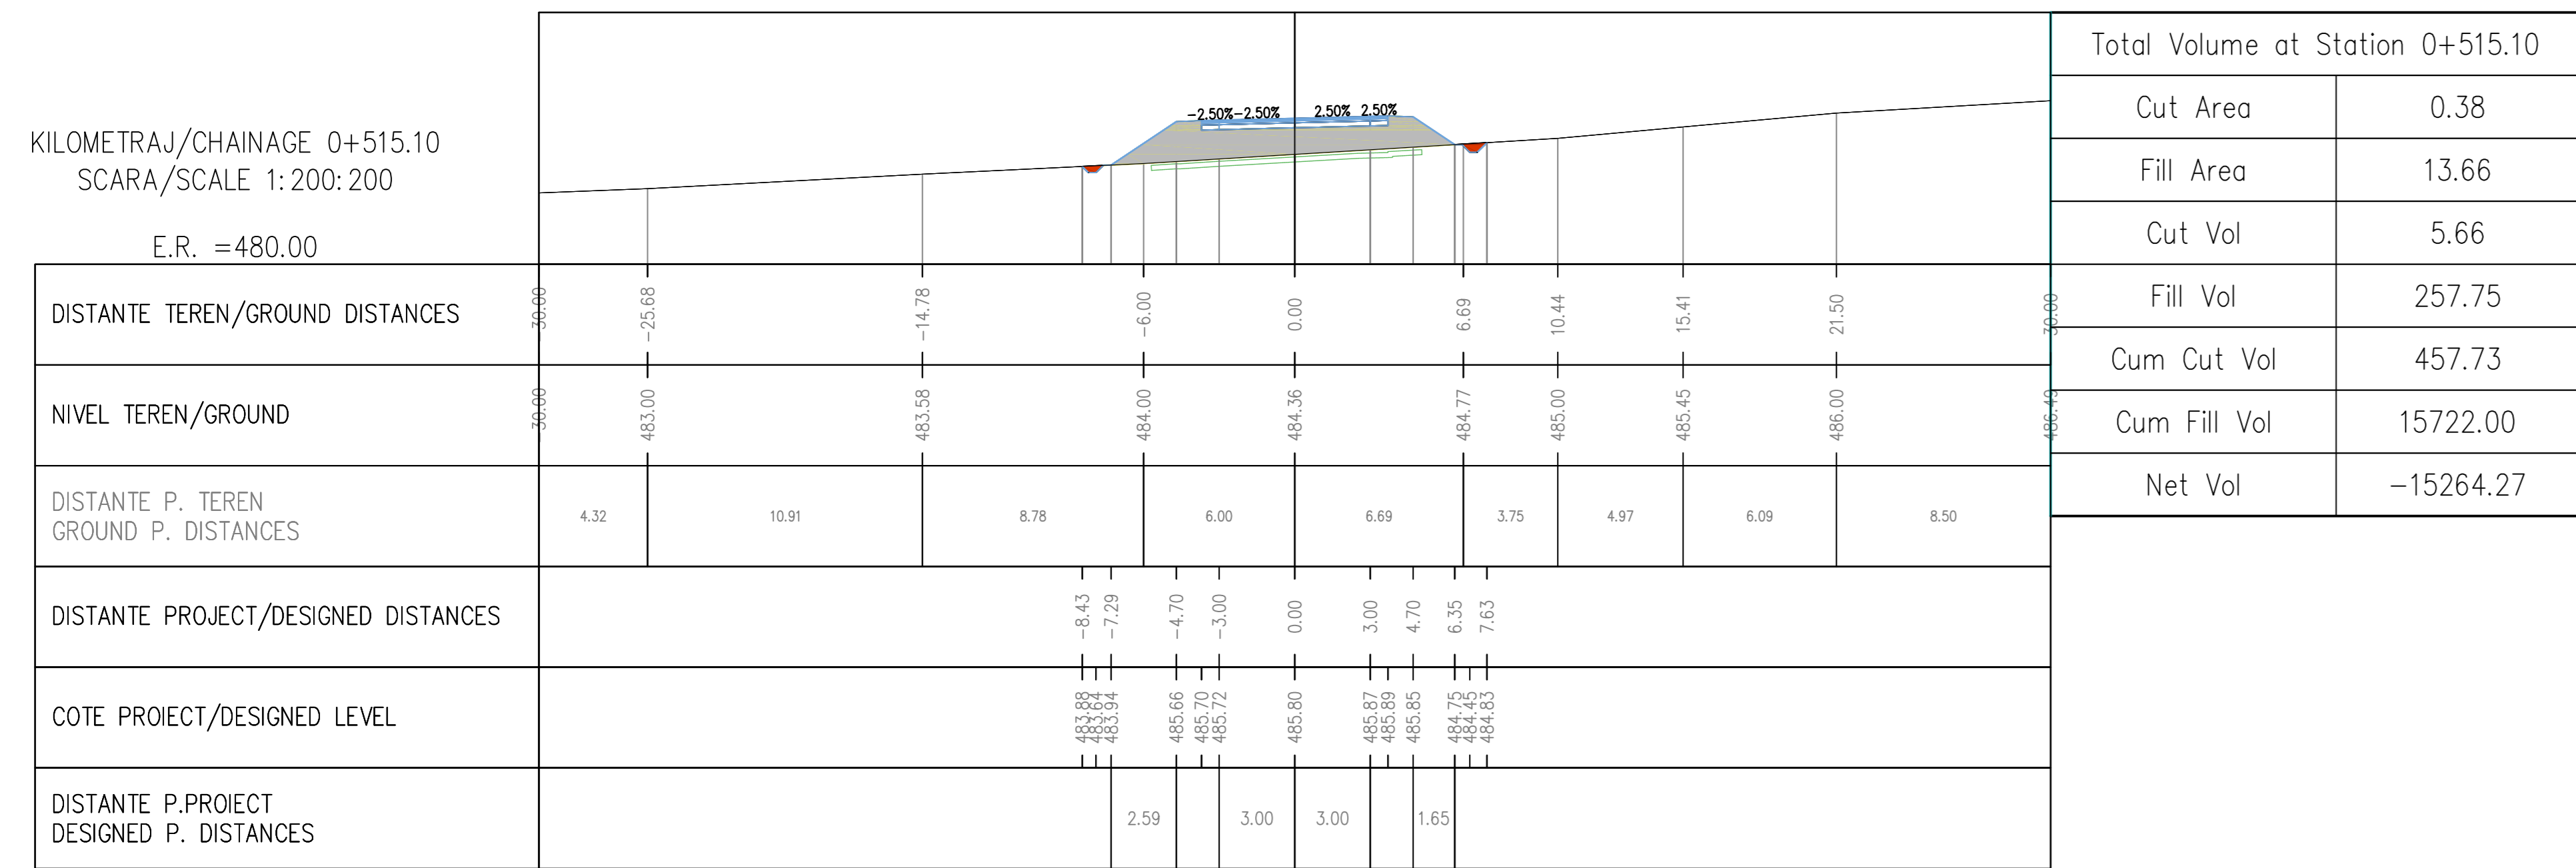 -2.50%-2.50% 2.50% 2.50%
KILOMETRAJ/CHAINAGE 0+515.10
SCARA/SCALE 1:200:200
E.R. =480.00
Total Volume at Station 0+515.10
Cut Area 0.38
Fill Area 13.66
Cut Vol 5.66
Fill Vol 257.75
Cum Cut Vol 457.73
Cum Fill Vol 15722.00
Net Vol -15264.27
DISTANTE TEREN/GROUND DISTANCES
-30.00 -25.68 -14.78 -6.00 0.00 6.69 10.44 15.41 21.50 30.00
NIVEL TEREN/GROUND
-30.00 483.00 483.58 484.00 484.36 484.77 485.00 485.45 486.00 486.49
DISTANTE P. TEREN
GROUND P. DISTANCES
4.32 10.91 8.78 6.00 6.69 3.75 4.97 6.09 8.50
DISTANTE PROJECT/DESIGNED DISTANCES
-8.43 -7.29 -4.70 -3.00 0.00 3.00 4.70 6.35 7.63
COTE PROIECT/DESIGNED LEVEL
483.88 483.64 483.94 485.66 485.70 485.72 485.80 485.87 485.89 485.85 484.75 484.45 484.83
DISTANTE P.PROIECT
DESIGNED P. DISTANCES
2.59 3.00 3.00 1.65